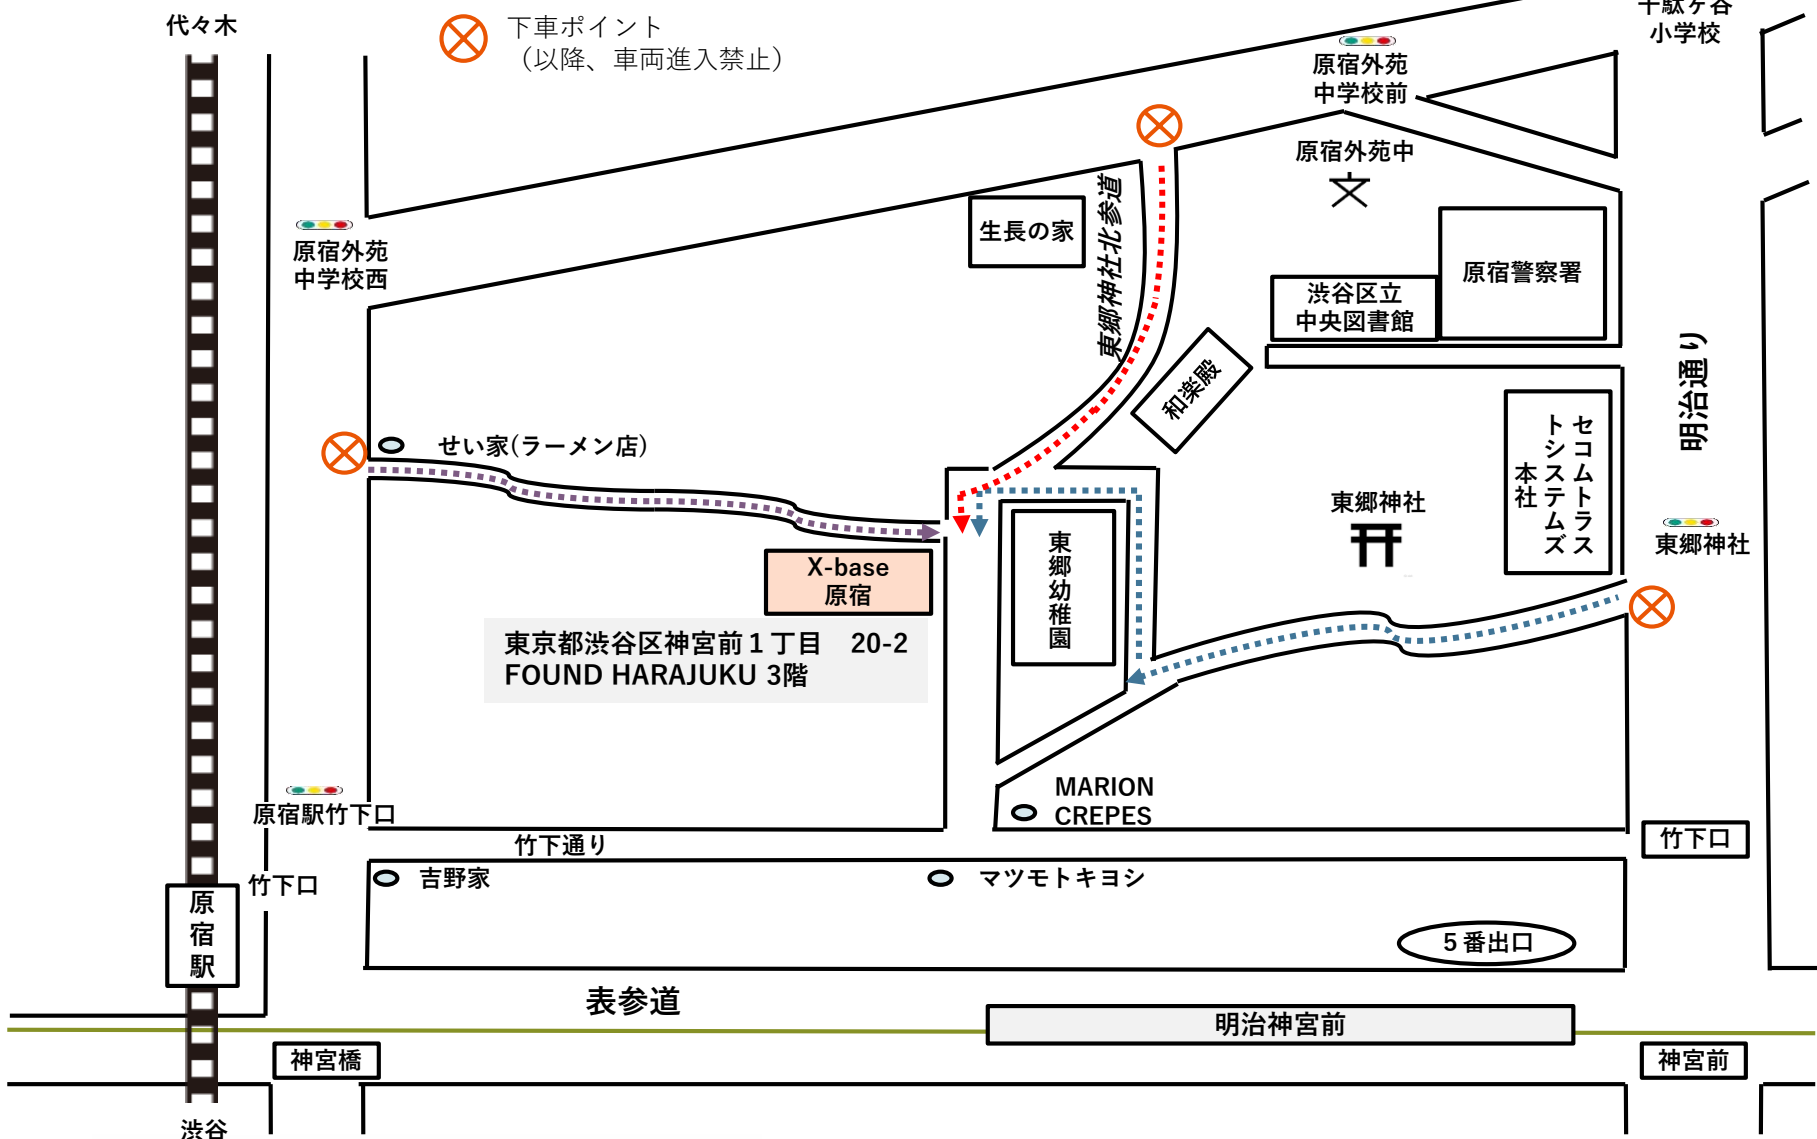 代々木
下車ポイント
（以降、車両進入禁止）
千駄ヶ谷
小学校
原宿外苑
中学校前
原宿外苑中
東郷神社北参道
生長の家
原宿外苑
中学校西
原宿警察署
渋谷区立
中央図書館
明治通り
和楽殿
せい家(ラーメン店)
セコムトラス
トシステムズ
本社
東郷神社
東郷神社
東郷幼稚園
X-base
原宿
東京都渋谷区神宮前１丁目　20-2
FOUND HARAJUKU 3階
MARION
CREPES
原宿駅竹下口
竹下通り
竹下口
竹下口
吉野家
マツモトキヨシ
原宿駅
５番出口
表参道
明治神宮前
神宮橋
神宮前
渋谷